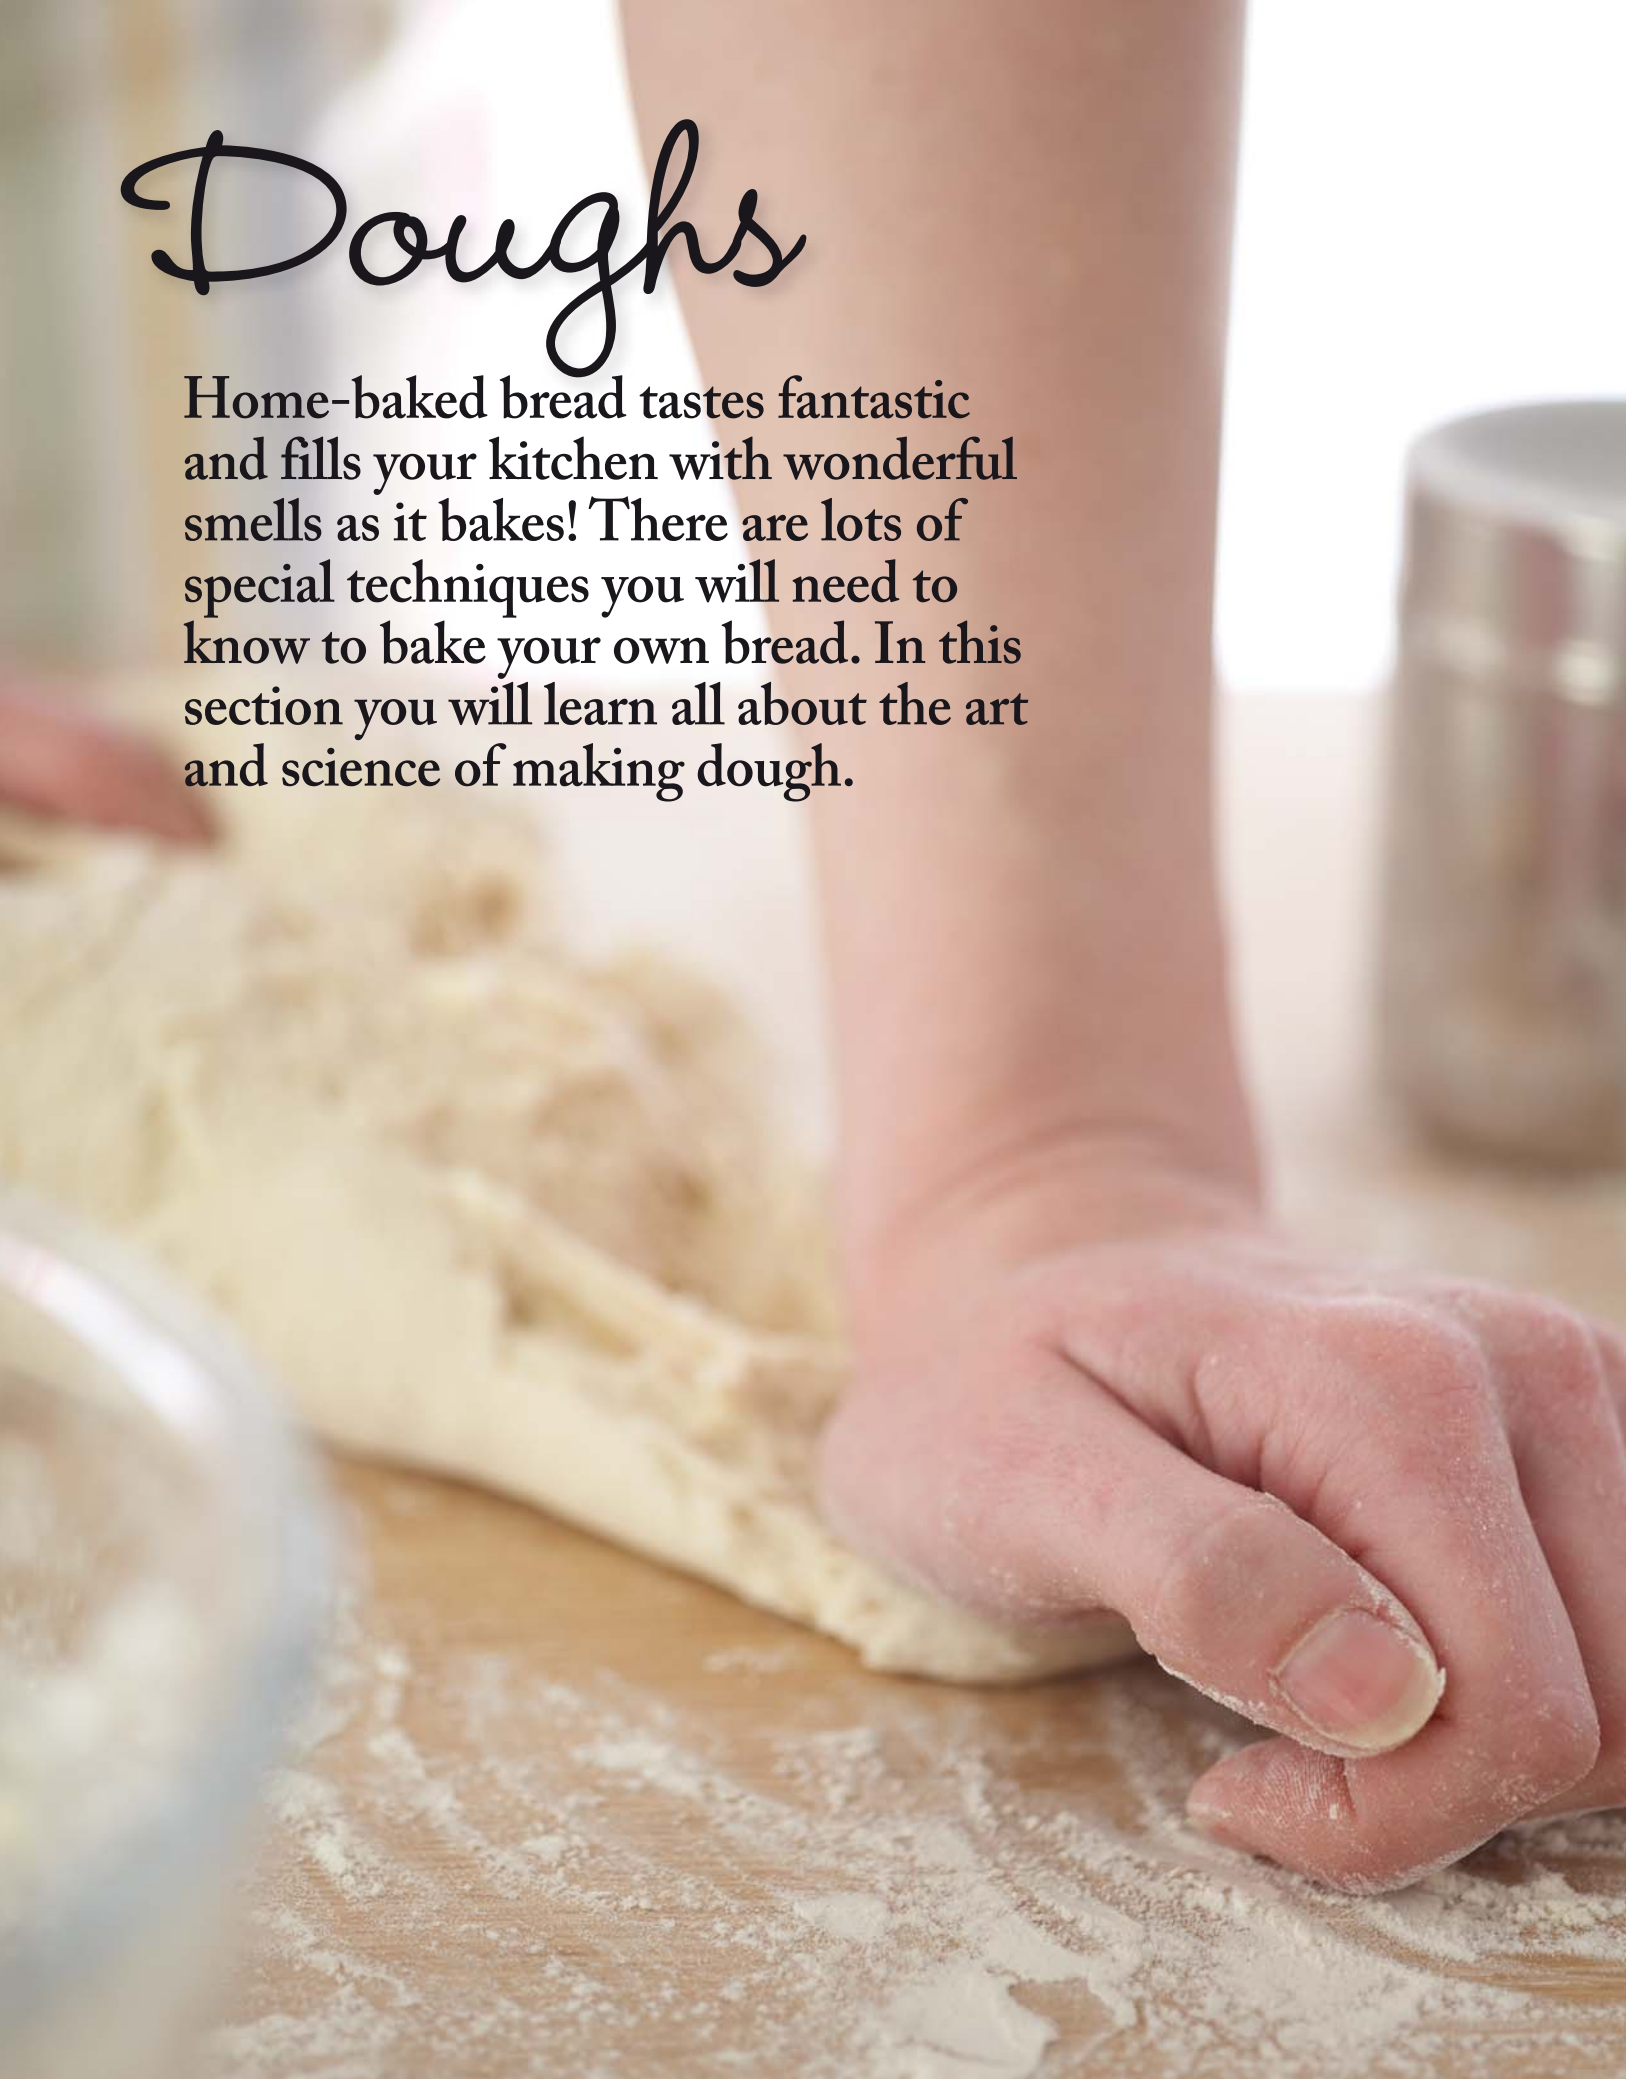 Doughs
Home-baked bread tastes fantastic
and fills your kitchen with wonderful
smells as it bakes! There are lots of
special techniques you will need to
know to bake your own bread. In this
section you will learn all about the art
and science of making dough.